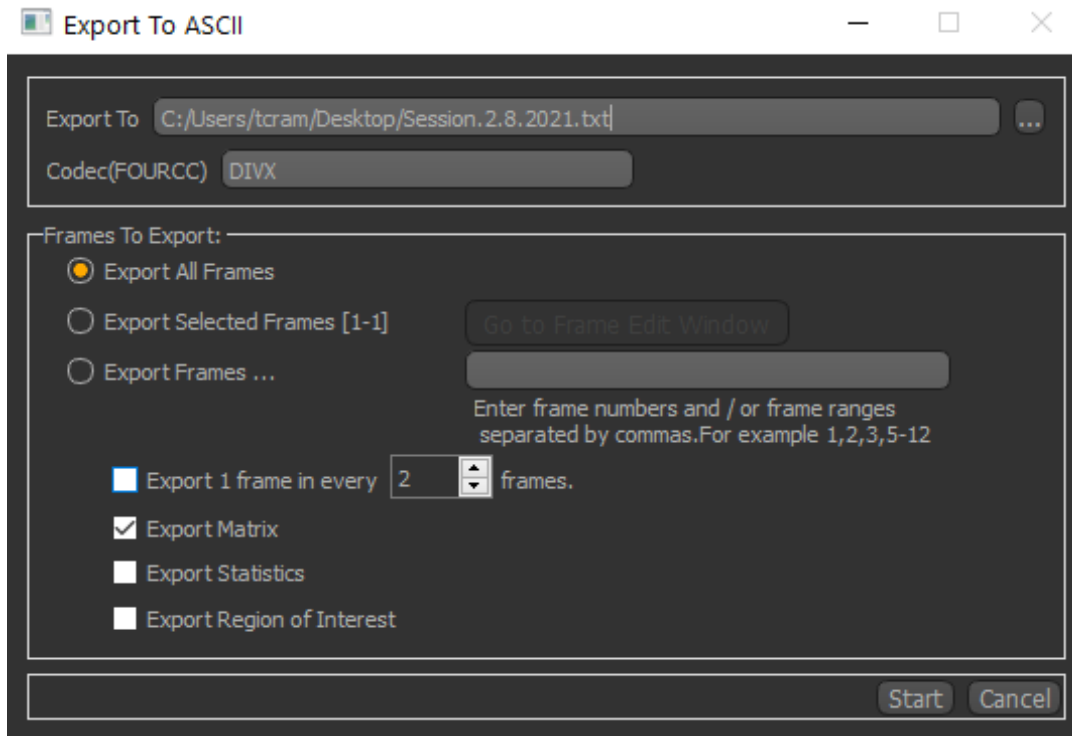 Export To ASCII
Export To C:/Users/tcram/Desktop/Session.2.8.2021.txt ...
Codec(FOURCC) DIVX
Frames To Export:
Export All Frames
Export Selected Frames [1-1] Go to Frame Edit Window
Export Frames ...
Enter frame numbers and / or frame ranges
separated by commas.For example 1,2,3,5-12
Export 1 frame in every 2 frames.
Export Matrix
Export Statistics
Export Region of Interest
Start Cancel